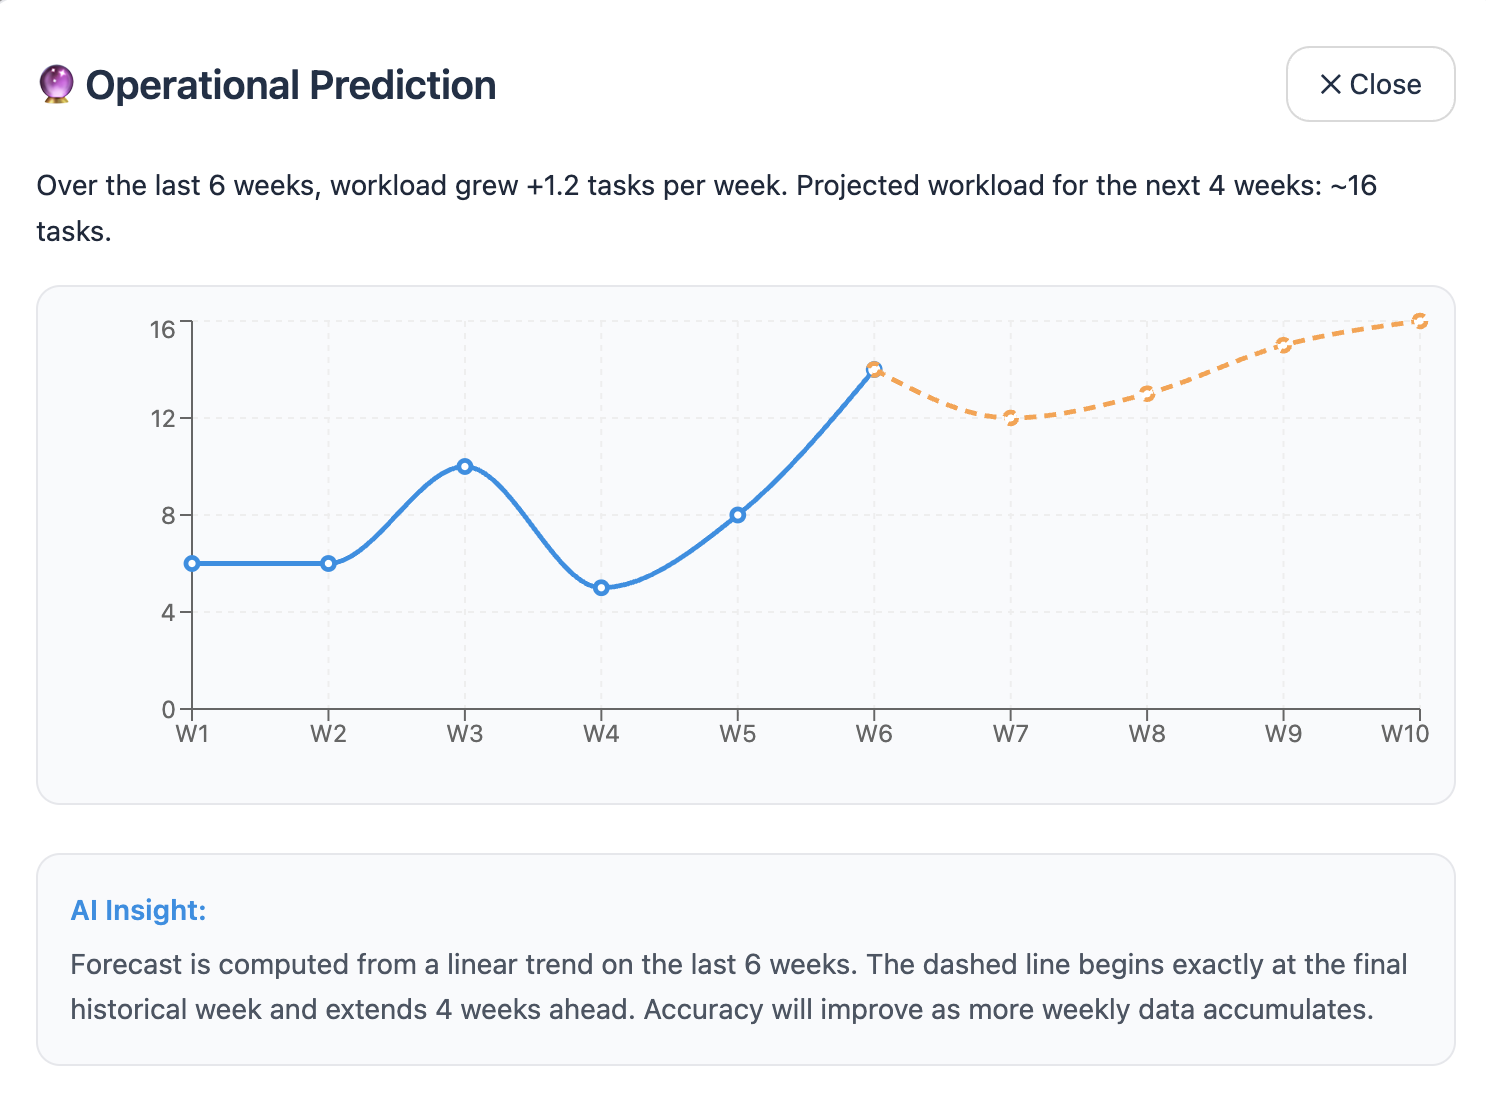 🔮 Operational Prediction
✕ Close
Over the last 6 weeks, workload grew +1.2 tasks per week. Projected workload for the next 4 weeks: ~16
tasks.
16
12
8
4
0
W1 W2 W3 W4 W5 W6 W7 W8 W9 W10
AI Insight:
Forecast is computed from a linear trend on the last 6 weeks. The dashed line begins exactly at the final
historical week and extends 4 weeks ahead. Accuracy will improve as more weekly data accumulates.